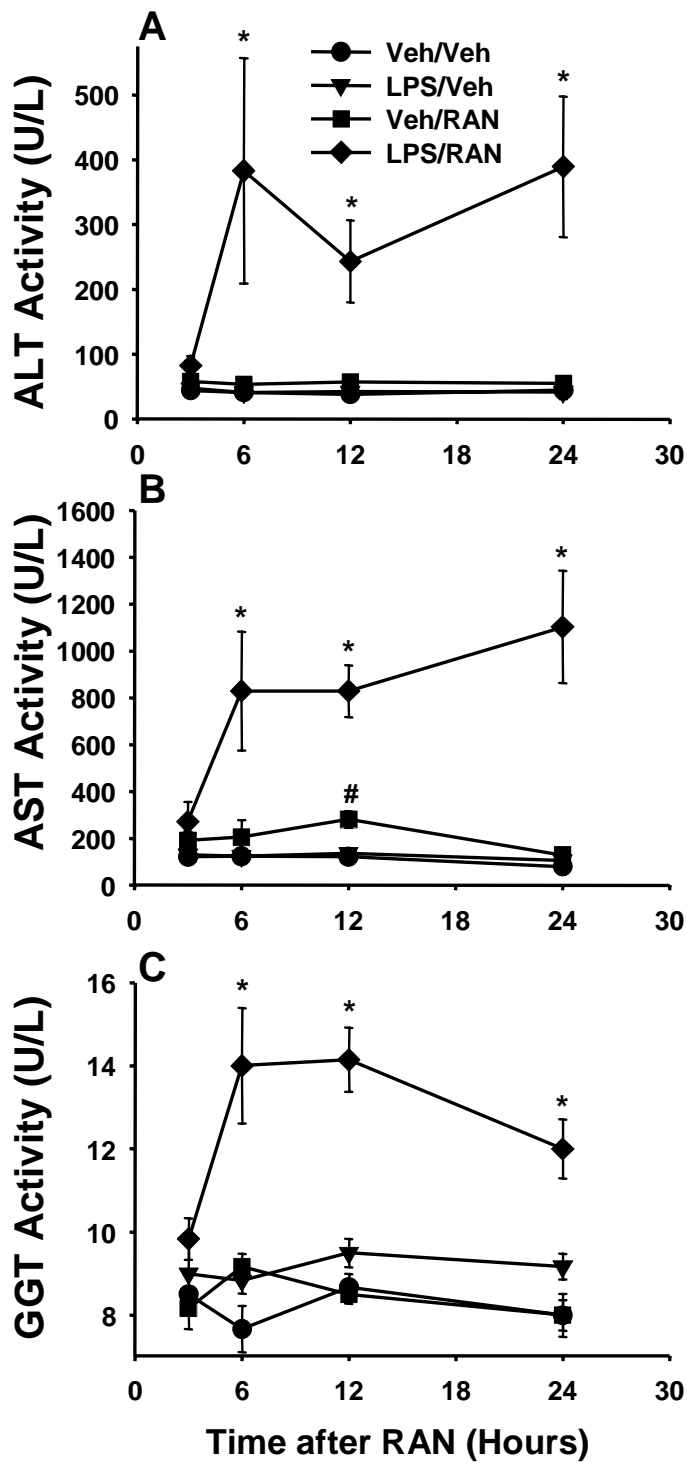 A
*
*
*
Veh/Veh
LPS/Veh
Veh/RAN
LPS/RAN
ALT Activity (U/L)
500
400
300
200
100
0
0 6 12 18 24 30
B
*
*
*
#
AST Activity (U/L)
1600
1400
1200
1000
800
600
400
200
0
0 6 12 18 24 30
C
*
*
*
GGT Activity (U/L)
16
14
12
10
8
0 6 12 18 24 30
Time after RAN (Hours)